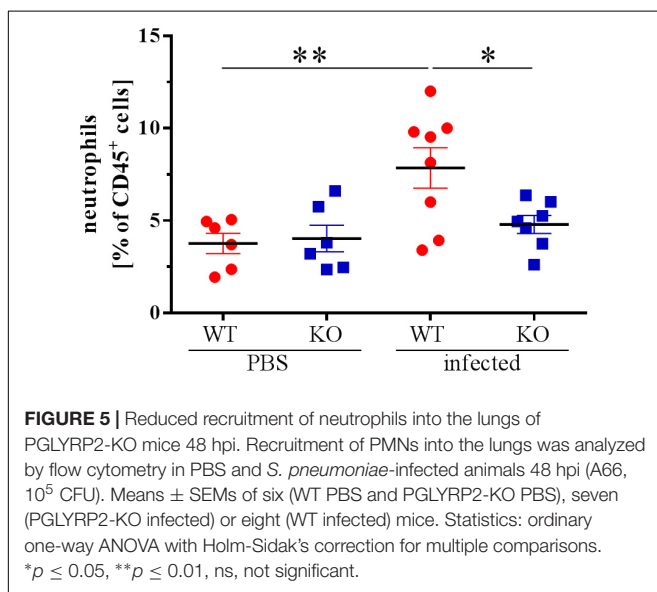 15
**
*
10
5
0
neutrophils
[% of CD45⁺ cells]
WT KO WT KO
PBS infected
FIGURE 5 | Reduced recruitment of neutrophils into the lungs of
PGLYRP2-KO mice 48 hpi. Recruitment of PMNs into the lungs was analyzed
by flow cytometry in PBS and S. pneumoniae-infected animals 48 hpi (A66,
10⁵ CFU). Means ± SEMs of six (WT PBS and PGLYRP2-KO PBS), seven
(PGLYRP2-KO infected) or eight (WT infected) mice. Statistics: ordinary
one-way ANOVA with Holm-Sidak's correction for multiple comparisons.
*p ≤ 0.05, **p ≤ 0.01, ns, not significant.